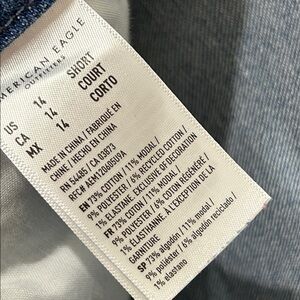 AMERICAN EAGLE
OUTFITTERS
US 14 SHORT
CA 14 COURT
MX 14 CORTO
MADE IN CHINA / FABRIQUÉ EN
CHINE / HECHO EN CHINA
RN 54485 / CA 03873
EN 73% COTTON / 11% MODAL /
9% POLYESTER / 6% RECYCLED COTTON /
1% ELASTANE. EXCLUSIVE OF DECORATION
FR 73% COTON / 11% MODAL /
9% POLYESTER / 6% COTON RÉGÉNÉRÉ /
1% ÉLASTHANNE. À L'EXCEPTION DE LA
GARNITURE
SP 73% algodón / 11% modal /
9% poliéster / 6% algodón reciclado /
1% elastano